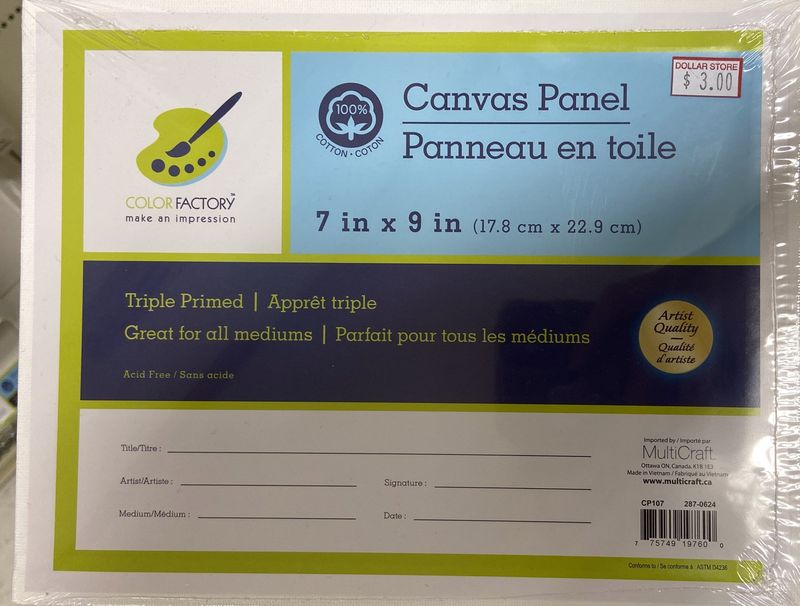 DOLLAR STORE
$ 3.00
100%
COTTON • COTON
Canvas Panel
Panneau en toile
7 in x 9 in (17.8 cm x 22.9 cm)
COLOR FACTORY™
make an impression
Triple Primed | Apprêt triple
Great for all mediums | Parfait pour tous les médiums
Acid Free / Sans acide
Artist
Quality
Qualité
d'artiste
Title/Titre :
Artist/Artiste :
Signature :
Medium/Médium :
Date :
Imported by / Importé par
MultiCraft
Ottawa ON, Canada, K1B 1E3
Made in Vietnam / Fabriqué au Vietnam
www.multicraft.ca
CP107 287-0624
7 75749 19760 0
Conforms to / Se conforme à : ASTM D4236